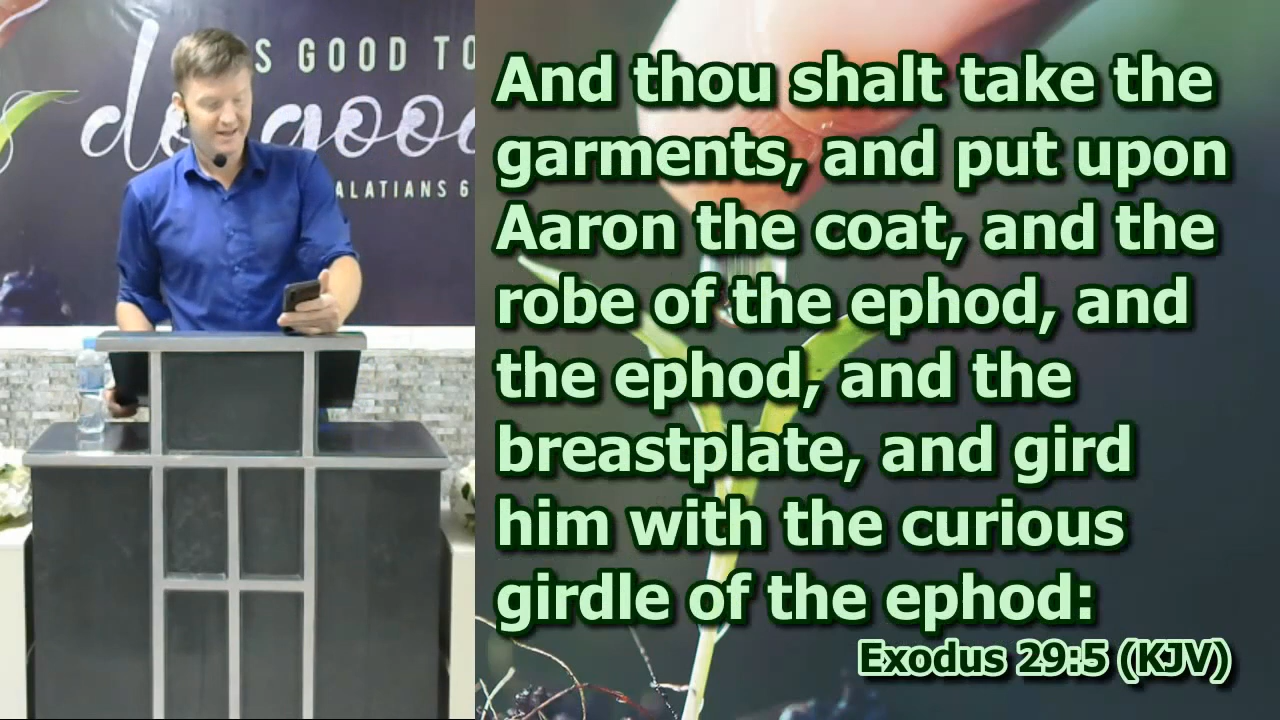 S GOOD TO
do good
ALATIANS 6
And thou shalt take the
garments, and put upon
Aaron the coat, and the
robe of the ephod, and
the ephod, and the
breastplate, and gird
him with the curious
girdle of the ephod:
Exodus 29:5 (KJV)